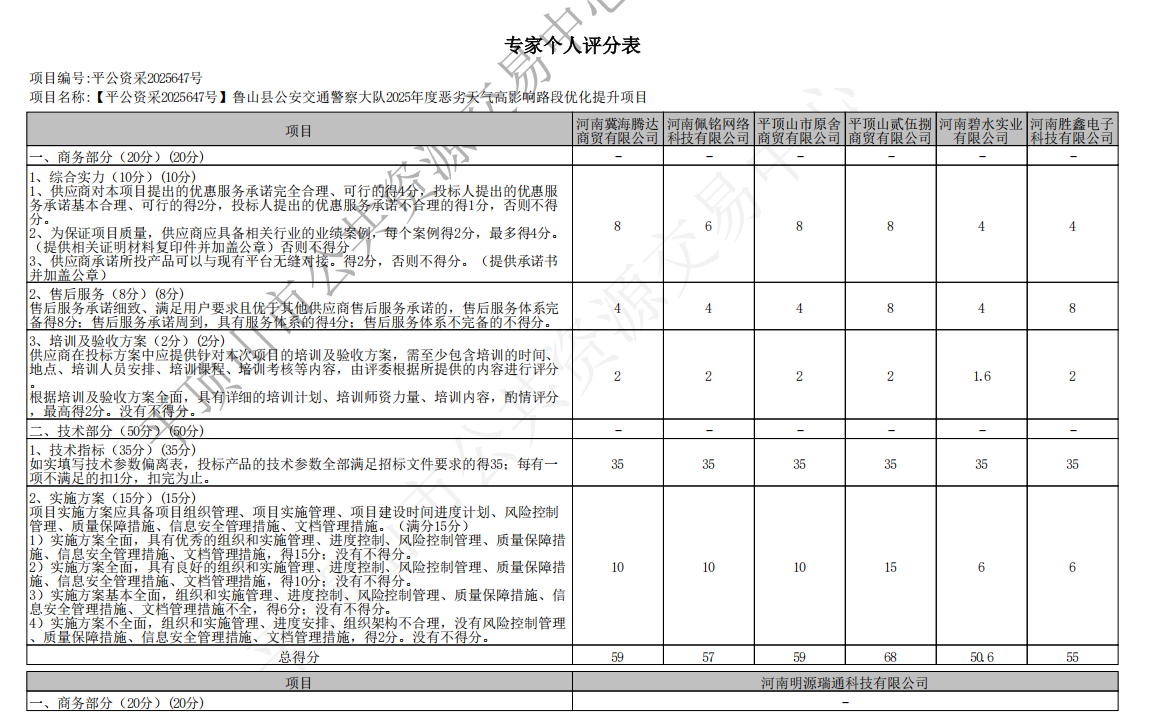 专家个人评分表
项目编号:平公资采2025647号
项目名称:【平公资采2025647号】鲁山县公安交通警察大队2025年度恶劣天气高影响路段优化提升项目
项目 河南冀海腾达商贸有限公司 河南佩铭网络科技有限公司 平顶山市原舍商贸有限公司 平顶山贰伍捌商贸有限公司 河南碧水实业有限公司 河南胜鑫电子科技有限公司
一、商务部分（20分）(20分) - - - - - -
1、综合实力（10分）(10分)
1、供应商对本项目提出的优惠服务承诺完全合理、可行的得4分，投标人提出的优惠服
务承诺基本合理、可行的得2分，投标人提出的优惠服务承诺不合理的得1分，否则不得
分。
2、为保证项目质量，供应商应具备相关行业的业绩案例，每个案例得2分，最多得4分。
（提供相关证明材料复印件并加盖公章）否则不得分
3、供应商承诺所投产品可以与现有平台无缝对接。得2分，否则不得分。（提供承诺书
并加盖公章）
8 6 8 8 4 4
2、售后服务（8分）(8分)
售后服务承诺细致、满足用户要求且优于其他供应商售后服务承诺的，售后服务体系完
备得8分；售后服务承诺周到，具有服务体系的得4分；售后服务体系不完备的不得分。
4 4 4 8 4 8
3、培训及验收方案（2分）(2分)
供应商在投标方案中应提供针对本次项目的培训及验收方案，需至少包含培训的时间、
地点、培训人员安排、培训课程、培训考核等内容，由评委根据所提供的内容进行评分
。
根据培训及验收方案全面，具有详细的培训计划、培训师资力量、培训内容，酌情评分
，最高得2分。没有不得分。
2 2 2 2 1.6 2
二、技术部分（50分）(50分) - - - - - -
1、技术指标（35分）(35分)
如实填写技术参数偏离表，投标产品的技术参数全部满足招标文件要求的得35；每有一
项不满足的扣1分，扣完为止。
35 35 35 35 35 35
2、实施方案（15分）(15分)
项目实施方案应具备项目组织管理、项目实施管理、项目建设时间进度计划、风险控制
管理、质量保障措施、信息安全管理措施、文档管理措施。（满分15分）
1）实施方案全面，具有优秀的组织和实施管理、进度控制、风险控制管理、质量保障措
施、信息安全管理措施、文档管理措施，得15分；没有不得分。
2）实施方案全面，具有良好的组织和实施管理、进度控制、风险控制管理、质量保障措
施、信息安全管理措施、文档管理措施，得10分；没有不得分。
3）实施方案基本全面，组织和实施管理、进度控制、风险控制管理、质量保障措施、信
息安全管理措施、文档管理措施不全，得6分；没有不得分。
4）实施方案不全面，组织和实施管理、进度安排、组织架构不合理，没有风险控制管理
、质量保障措施、信息安全管理措施、文档管理措施，得2分。没有不得分。
10 10 10 15 6 6
总得分 59 57 59 68 50.6 55
项目 河南明源瑞通科技有限公司
一、商务部分（20分）(20分) -
平顶山市公共资源交易中心
平顶山市公共资源交易中心